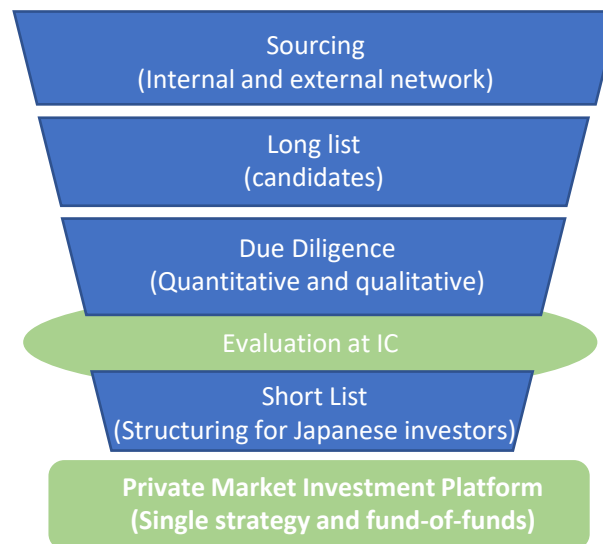 Sourcing
(Internal and external network)
Long list
(candidates)
Due Diligence
(Quantitative and qualitative)
Evaluation at IC
Short List
(Structuring for Japanese investors)
Private Market Investment Platform
(Single strategy and fund-of-funds)